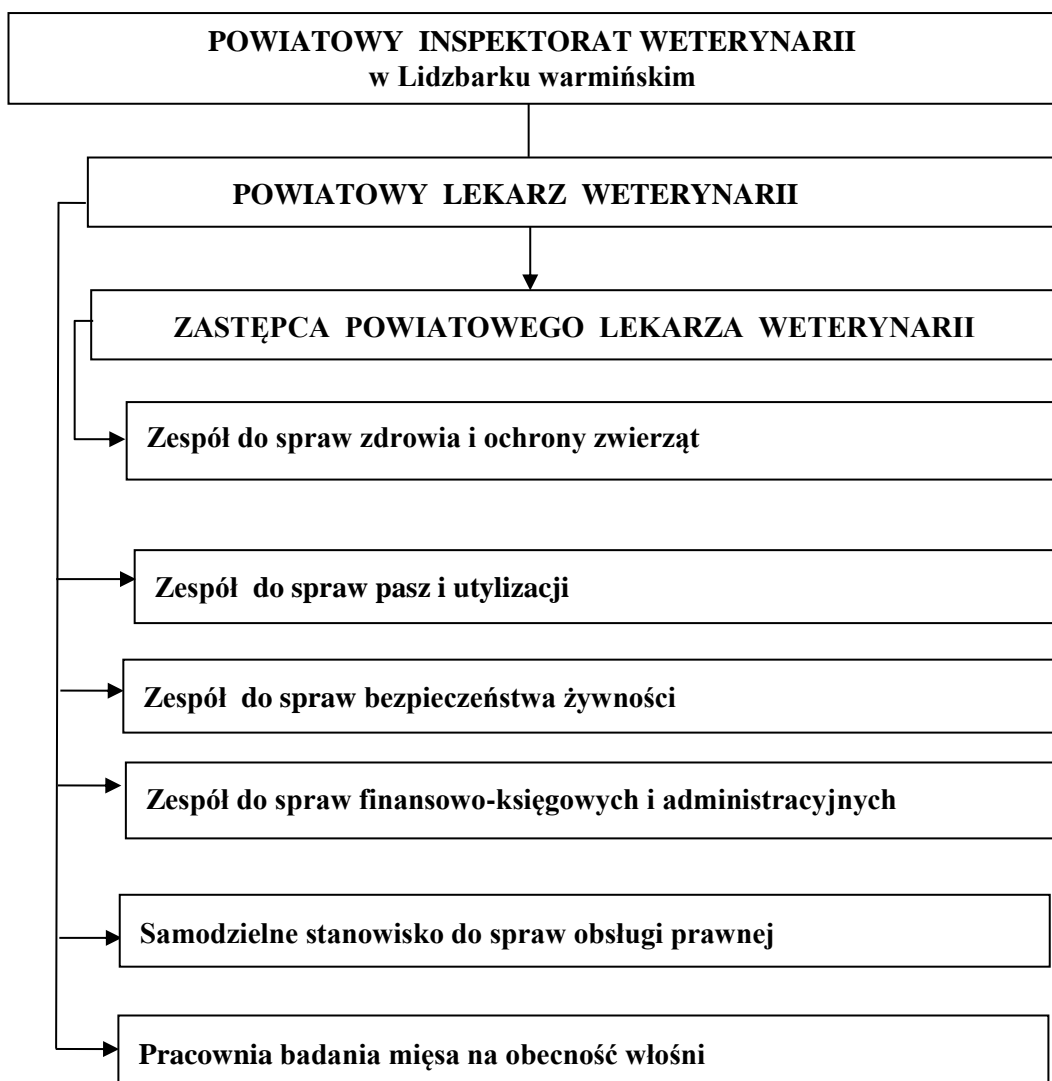 POWIATOWY INSPEKTORAT WETERYNARII
w Lidzbarku warmińskim
POWIATOWY LEKARZ WETERYNARII
ZASTĘPCA POWIATOWEGO LEKARZA WETERYNARII
Zespół do spraw zdrowia i ochrony zwierząt
Zespół do spraw pasz i utylizacji
Zespół do spraw bezpieczeństwa żywności
Zespół do spraw finansowo-księgowych i administracyjnych
Samodzielne stanowisko do spraw obsługi prawnej
Pracownia badania mięsa na obecność włośni